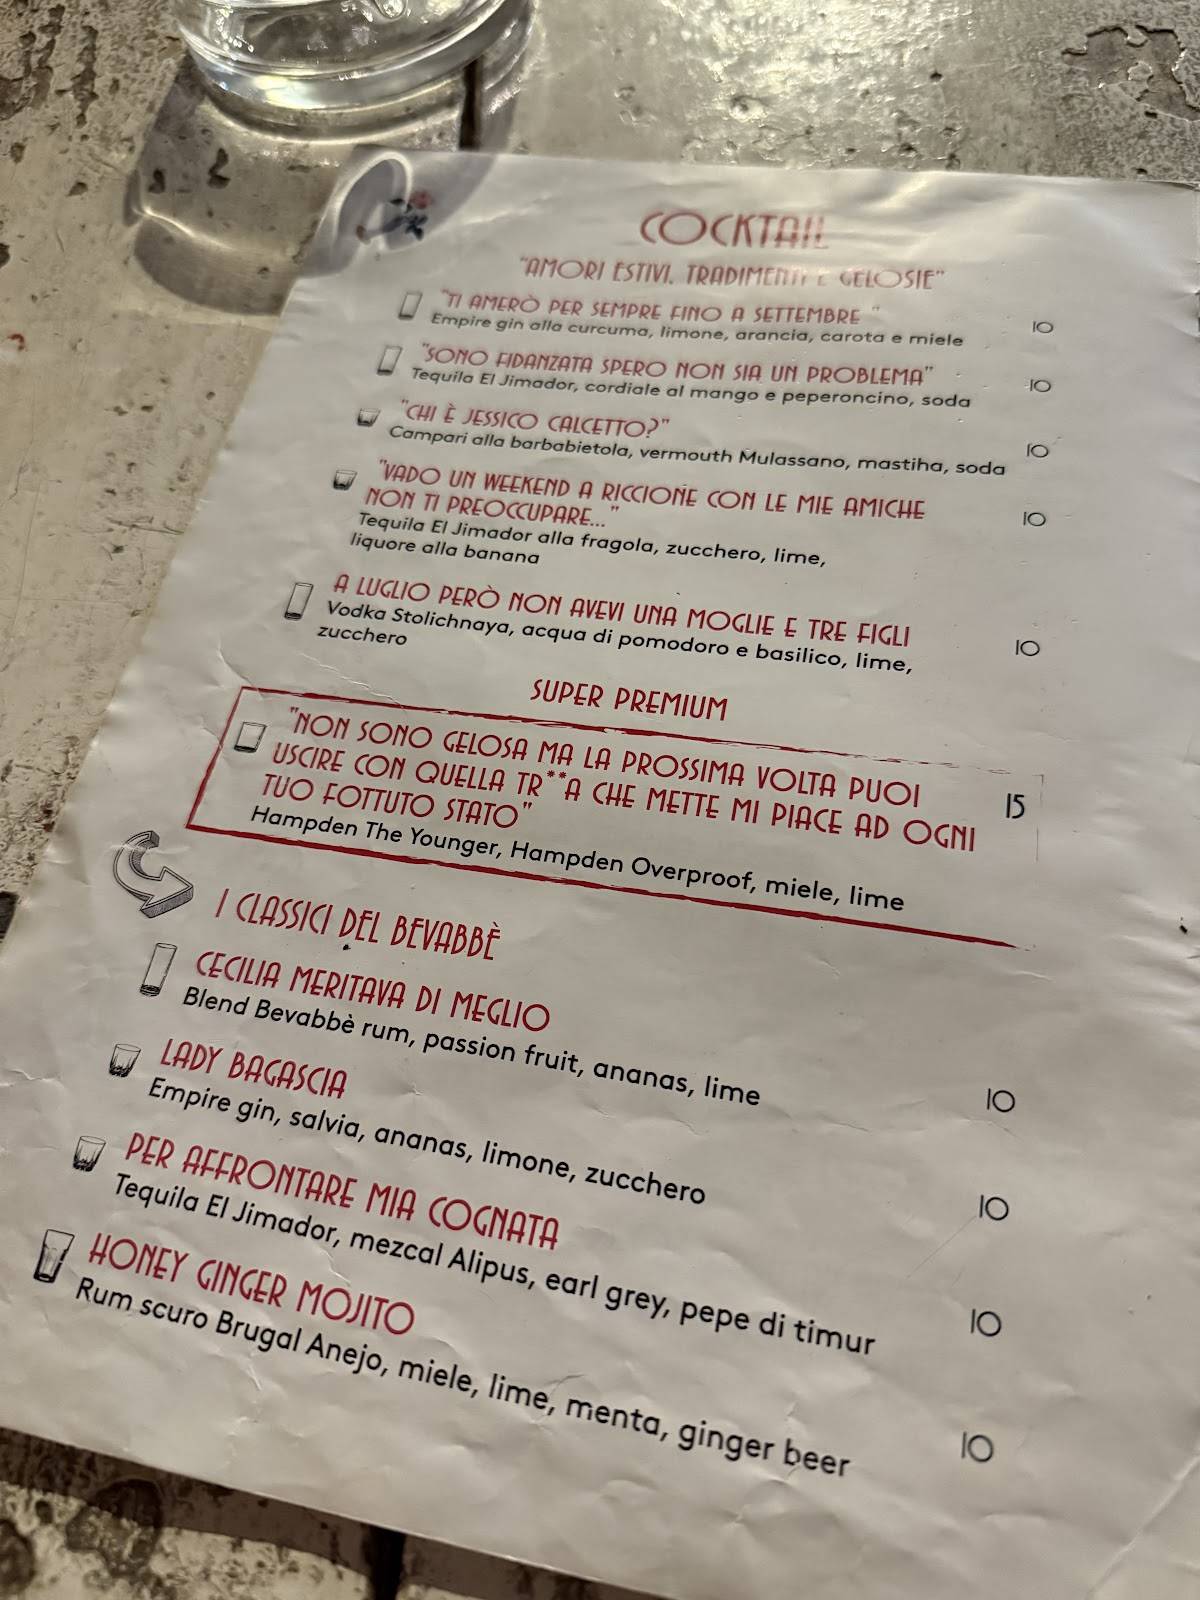 COCKTAIL
"AMORI ESTIVI, TRADIMENTI E GELOSIE"
"TI AMERÒ PER SEMPRE FINO A SETTEMBRE "
Empire gin alla curcuma, limone, arancia, carota e miele
10
"SONO FIDANZATA SPERO NON SIA UN PROBLEMA"
Tequila El Jimador, cordiale al mango e peperoncino, soda
10
"CHI È JESSICO CALCETTO?"
Campari alla barbabietola, vermouth Mulassano, mastiha, soda
10
"VADO UN WEEKEND A RICCIONE CON LE MIE AMICHE
NON TI PREOCCUPARE..."
Tequila El Jimador alla fragola, zucchero, lime,
liquore alla banana
10
A LUGLIO PERÒ NON AVEVI UNA MOGLIE E TRE FIGLI
Vodka Stolichnaya, acqua di pomodoro e basilico, lime,
zucchero
10
SUPER PREMIUM
"NON SONO GELOSA MA LA PROSSIMA VOLTA PUOI
USCIRE CON QUELLA TR**A CHE METTE MI PIACE AD OGNI
TUO FOTTUTO STATO"
Hampden The Younger, Hampden Overproof, miele, lime
15
I CLASSICI DEL BEVABBÈ
CECILIA MERITAVA DI MEGLIO
Blend Bevabbè rum, passion fruit, ananas, lime
10
LADY BAGASCIA
Empire gin, salvia, ananas, limone, zucchero
10
PER AFFRONTARE MIA COGNATA
Tequila El Jimador, mezcal Alipus, earl grey, pepe di timur
10
HONEY GINGER MOJITO
Rum scuro Brugal Anejo, miele, lime, menta, ginger beer
10